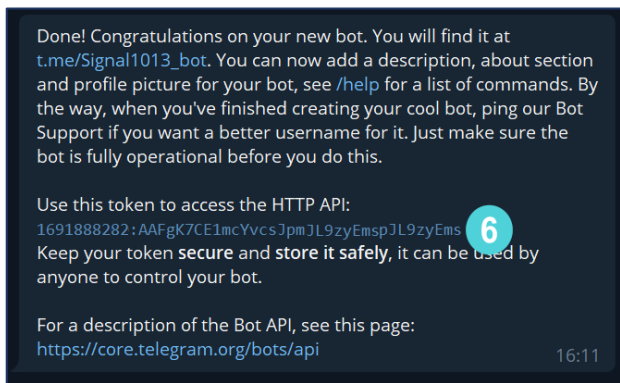 Done! Congratulations on your new bot. You will find it at
t.me/Signal1013_bot. You can now add a description, about section
and profile picture for your bot, see /help for a list of commands. By
the way, when you've finished creating your cool bot, ping our Bot
Support if you want a better username for it. Just make sure the
bot is fully operational before you do this.
Use this token to access the HTTP API:
1691888282:AAFgK7CE1mcYvcsJpmJL9zyEmspJL9zyEms
6
Keep your token secure and store it safely, it can be used by
anyone to control your bot.
For a description of the Bot API, see this page:
https://core.telegram.org/bots/api
16:11